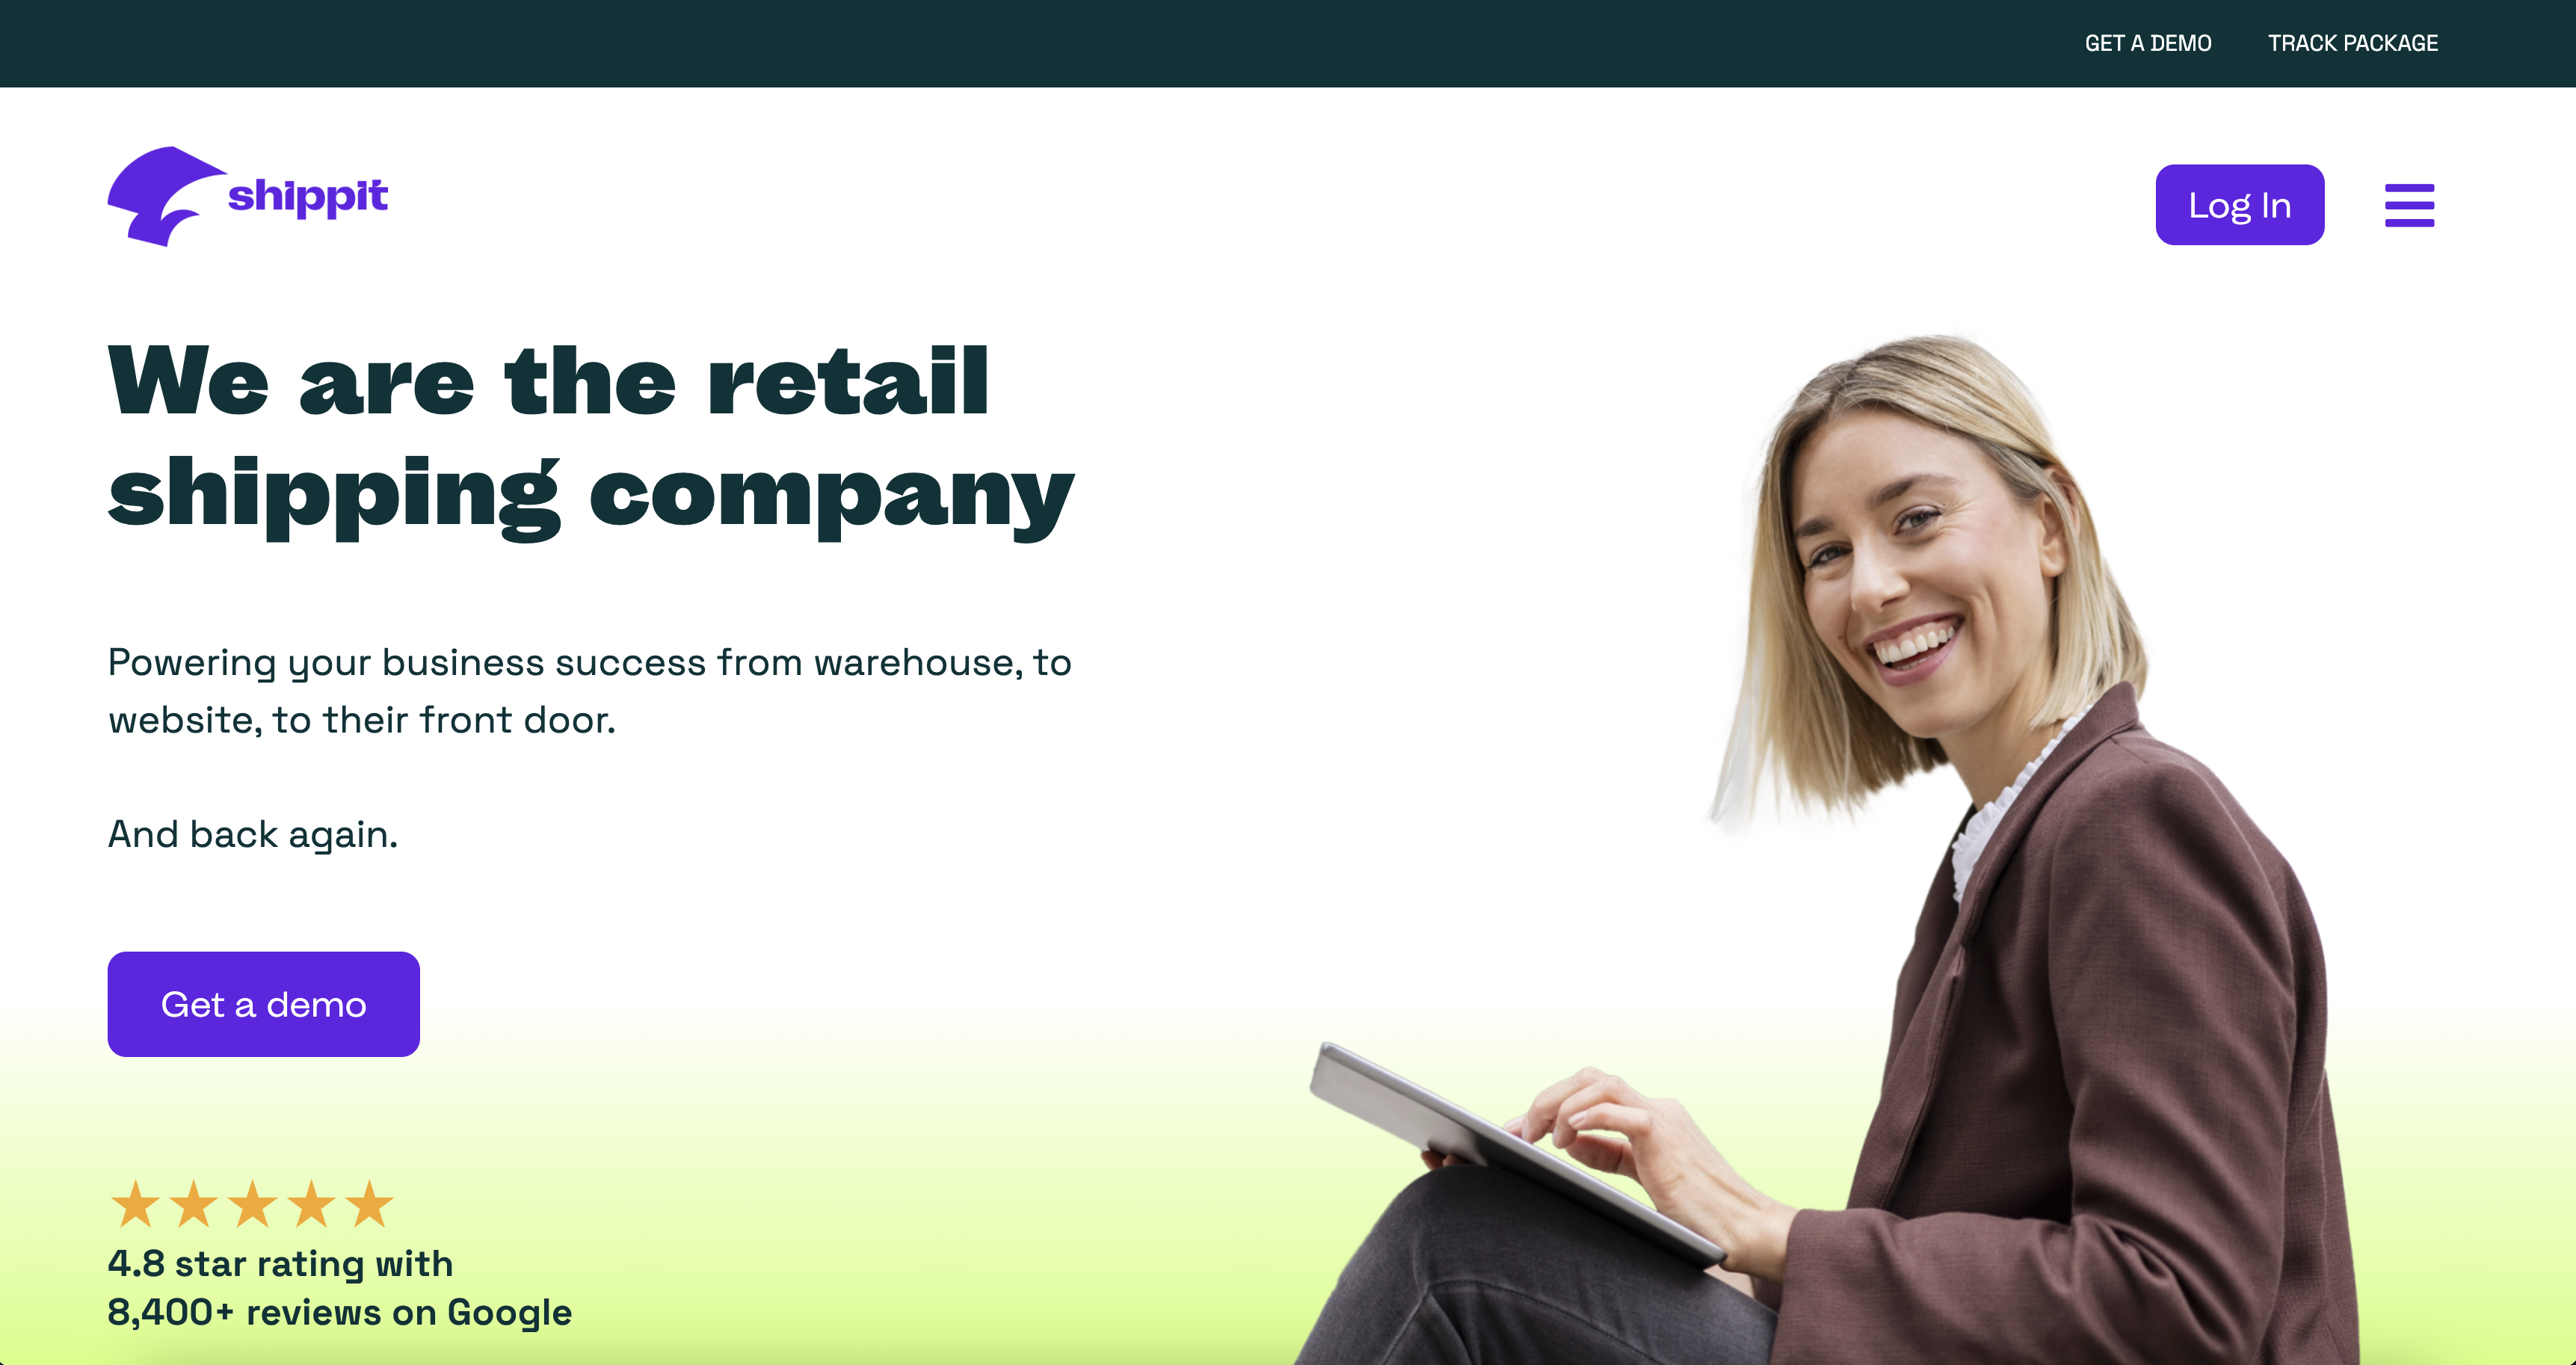 GET A DEMO TRACK PACKAGE
shippit
Log In
We are the retail
shipping company
Powering your business success from warehouse, to
website, to their front door.
And back again.
Get a demo
4.8 star rating with
8,400+ reviews on Google